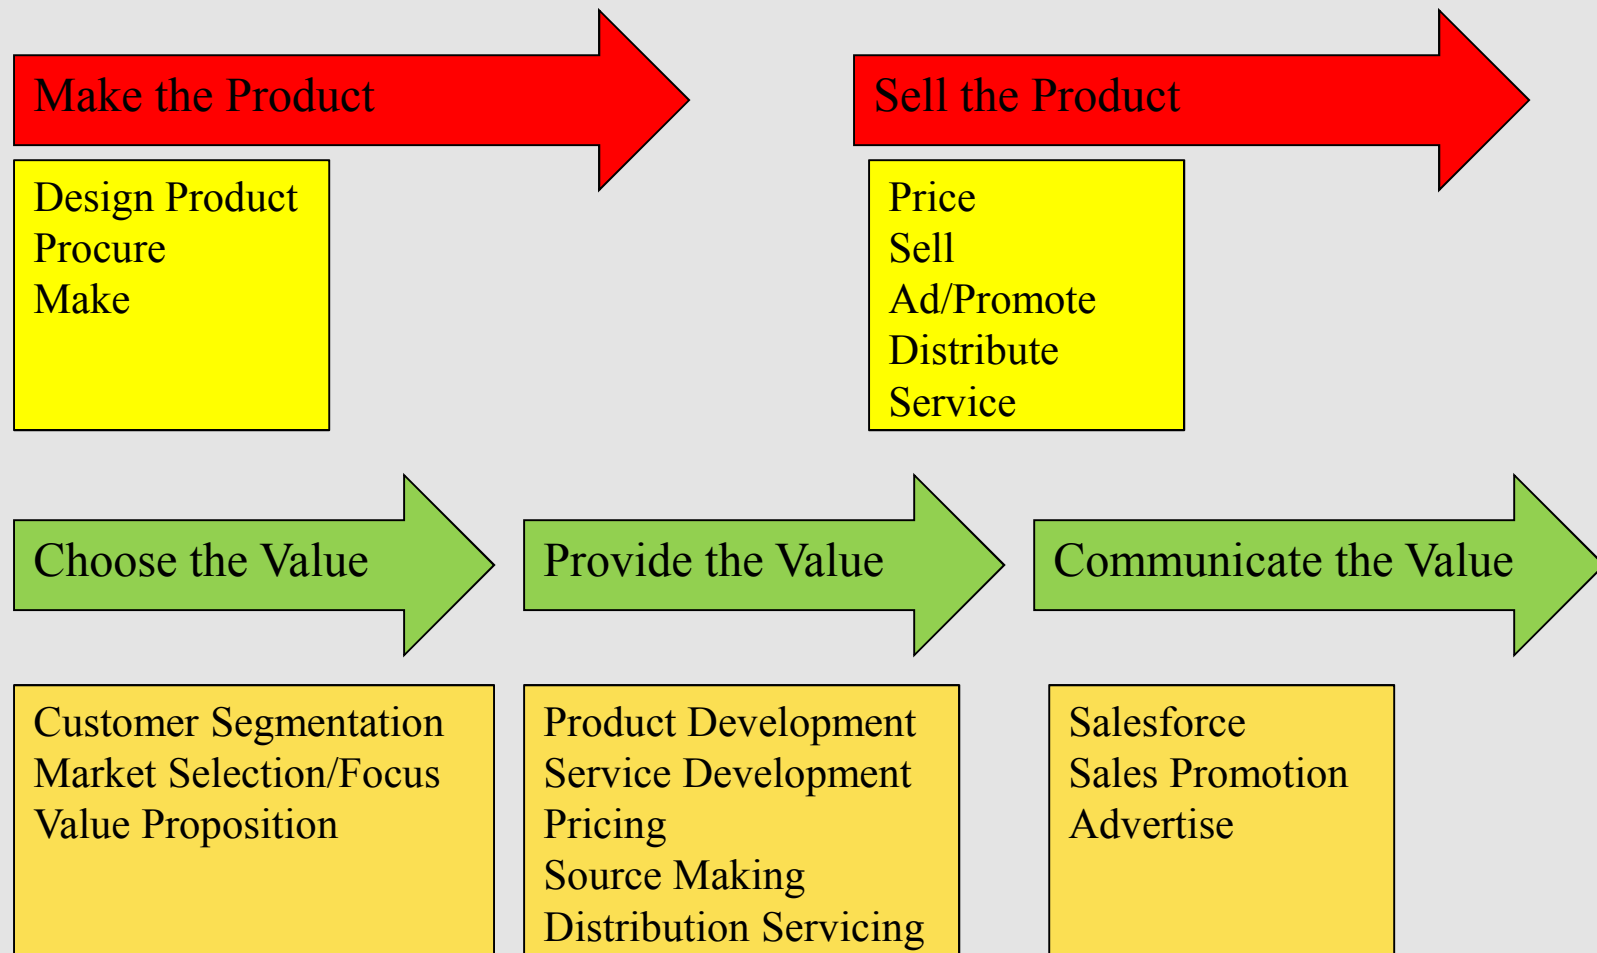 Make the Product
Sell the Product
Design Product
Procure
Make
Price
Sell
Ad/Promote
Distribute
Service
Choose the Value
Provide the Value
Communicate the Value
Customer Segmentation
Market Selection/Focus
Value Proposition
Product Development
Service Development
Pricing
Source Making
Distribution Servicing
Salesforce
Sales Promotion
Advertise